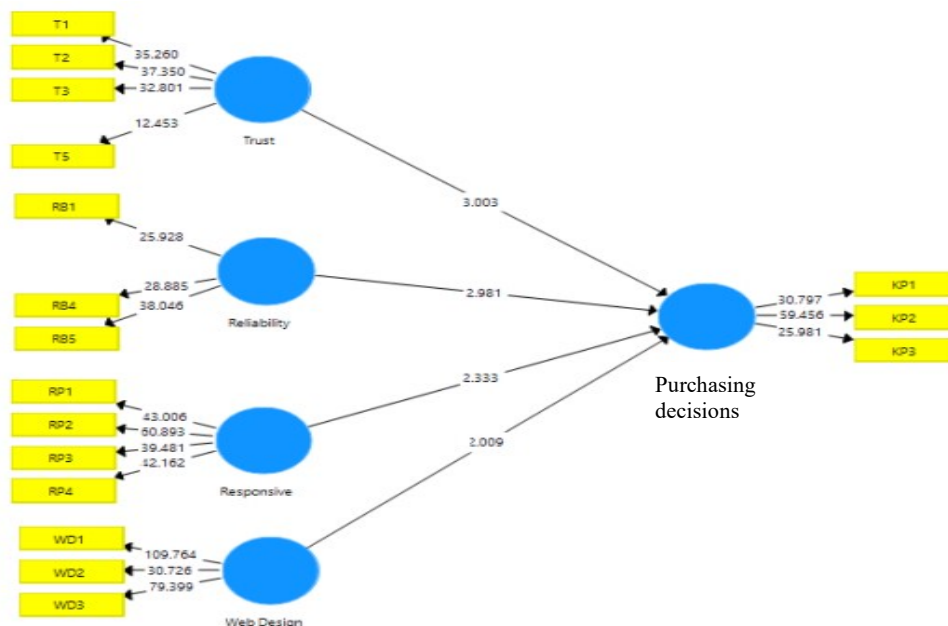 T1
35.260
T2
37.350
T3
32.801
12.453
T5
Trust
3.003
RB1
25.928
RB4
28.885
RB5
38.046
Reliability
2.981
KP1
30.797
KP2
59.456
KP3
25.981
Purchasing
decisions
RP1
43.006
RP2
60.893
RP3
39.481
RP4
42.162
Responsive
2.333
2.009
WD1
109.764
WD2
30.726
WD3
79.399
Web Design